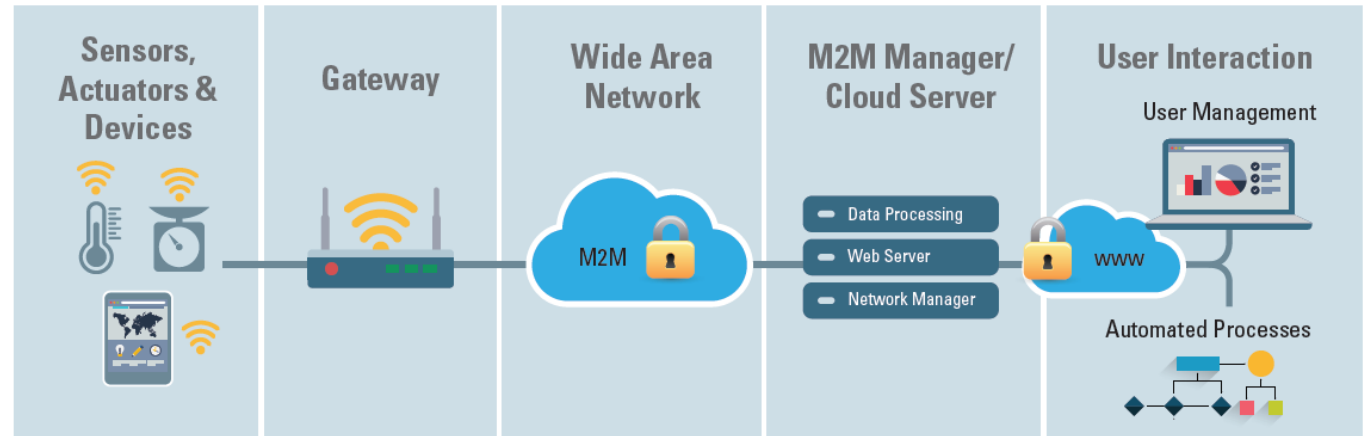 Sensors,
Actuators &
Devices
Gateway
Wide Area
Network
M2M
M2M Manager/
Cloud Server
Data Processing
Web Server
Network Manager
User Interaction
User Management
www
Automated Processes